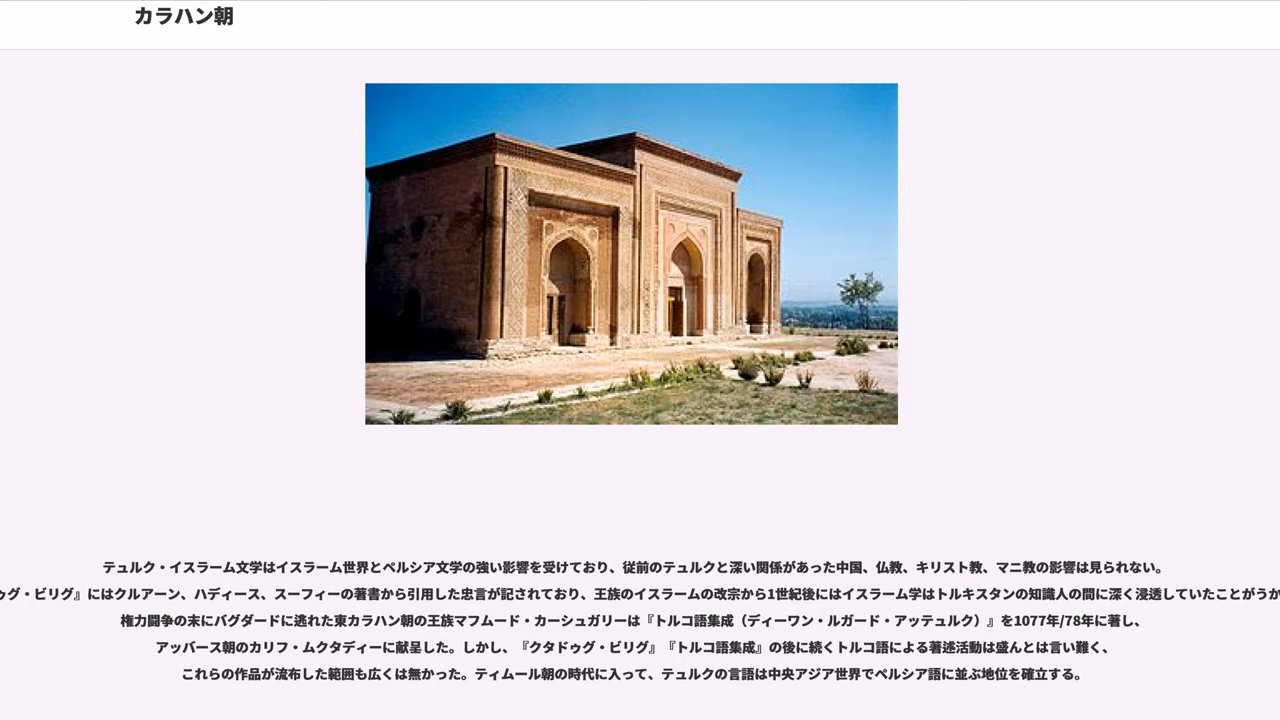 カラハン朝
テュルク・イスラーム文学はイスラーム世界とペルシア文学の強い影響を受けており、従前のテュルクと深い関係があった中国、仏教、キリスト教、マニ教の影響は見られない。
ゥグ・ビリグ』にはクルアーン、ハディース、スーフィーの著書から引用した忠言が記されており、王族のイスラームの改宗から1世紀後にはイスラーム学はトルキスタンの知識人の間に深く浸透していたことがうか
権力闘争の末にバグダードに逃れた東カラハン朝の王族マフムード・カーシュガリーは『トルコ語集成（ディーワン・ルガード・アッテュルク）』を1077年/78年に著し、
アッバース朝のカリフ・ムクタディーに献呈した。しかし、『クタドゥグ・ビリグ』『トルコ語集成』の後に続くトルコ語による著述活動は盛んとは言い難く、
これらの作品が流布した範囲も広くは無かった。ティムール朝の時代に入って、テュルクの言語は中央アジア世界でペルシア語に並ぶ地位を確立する。